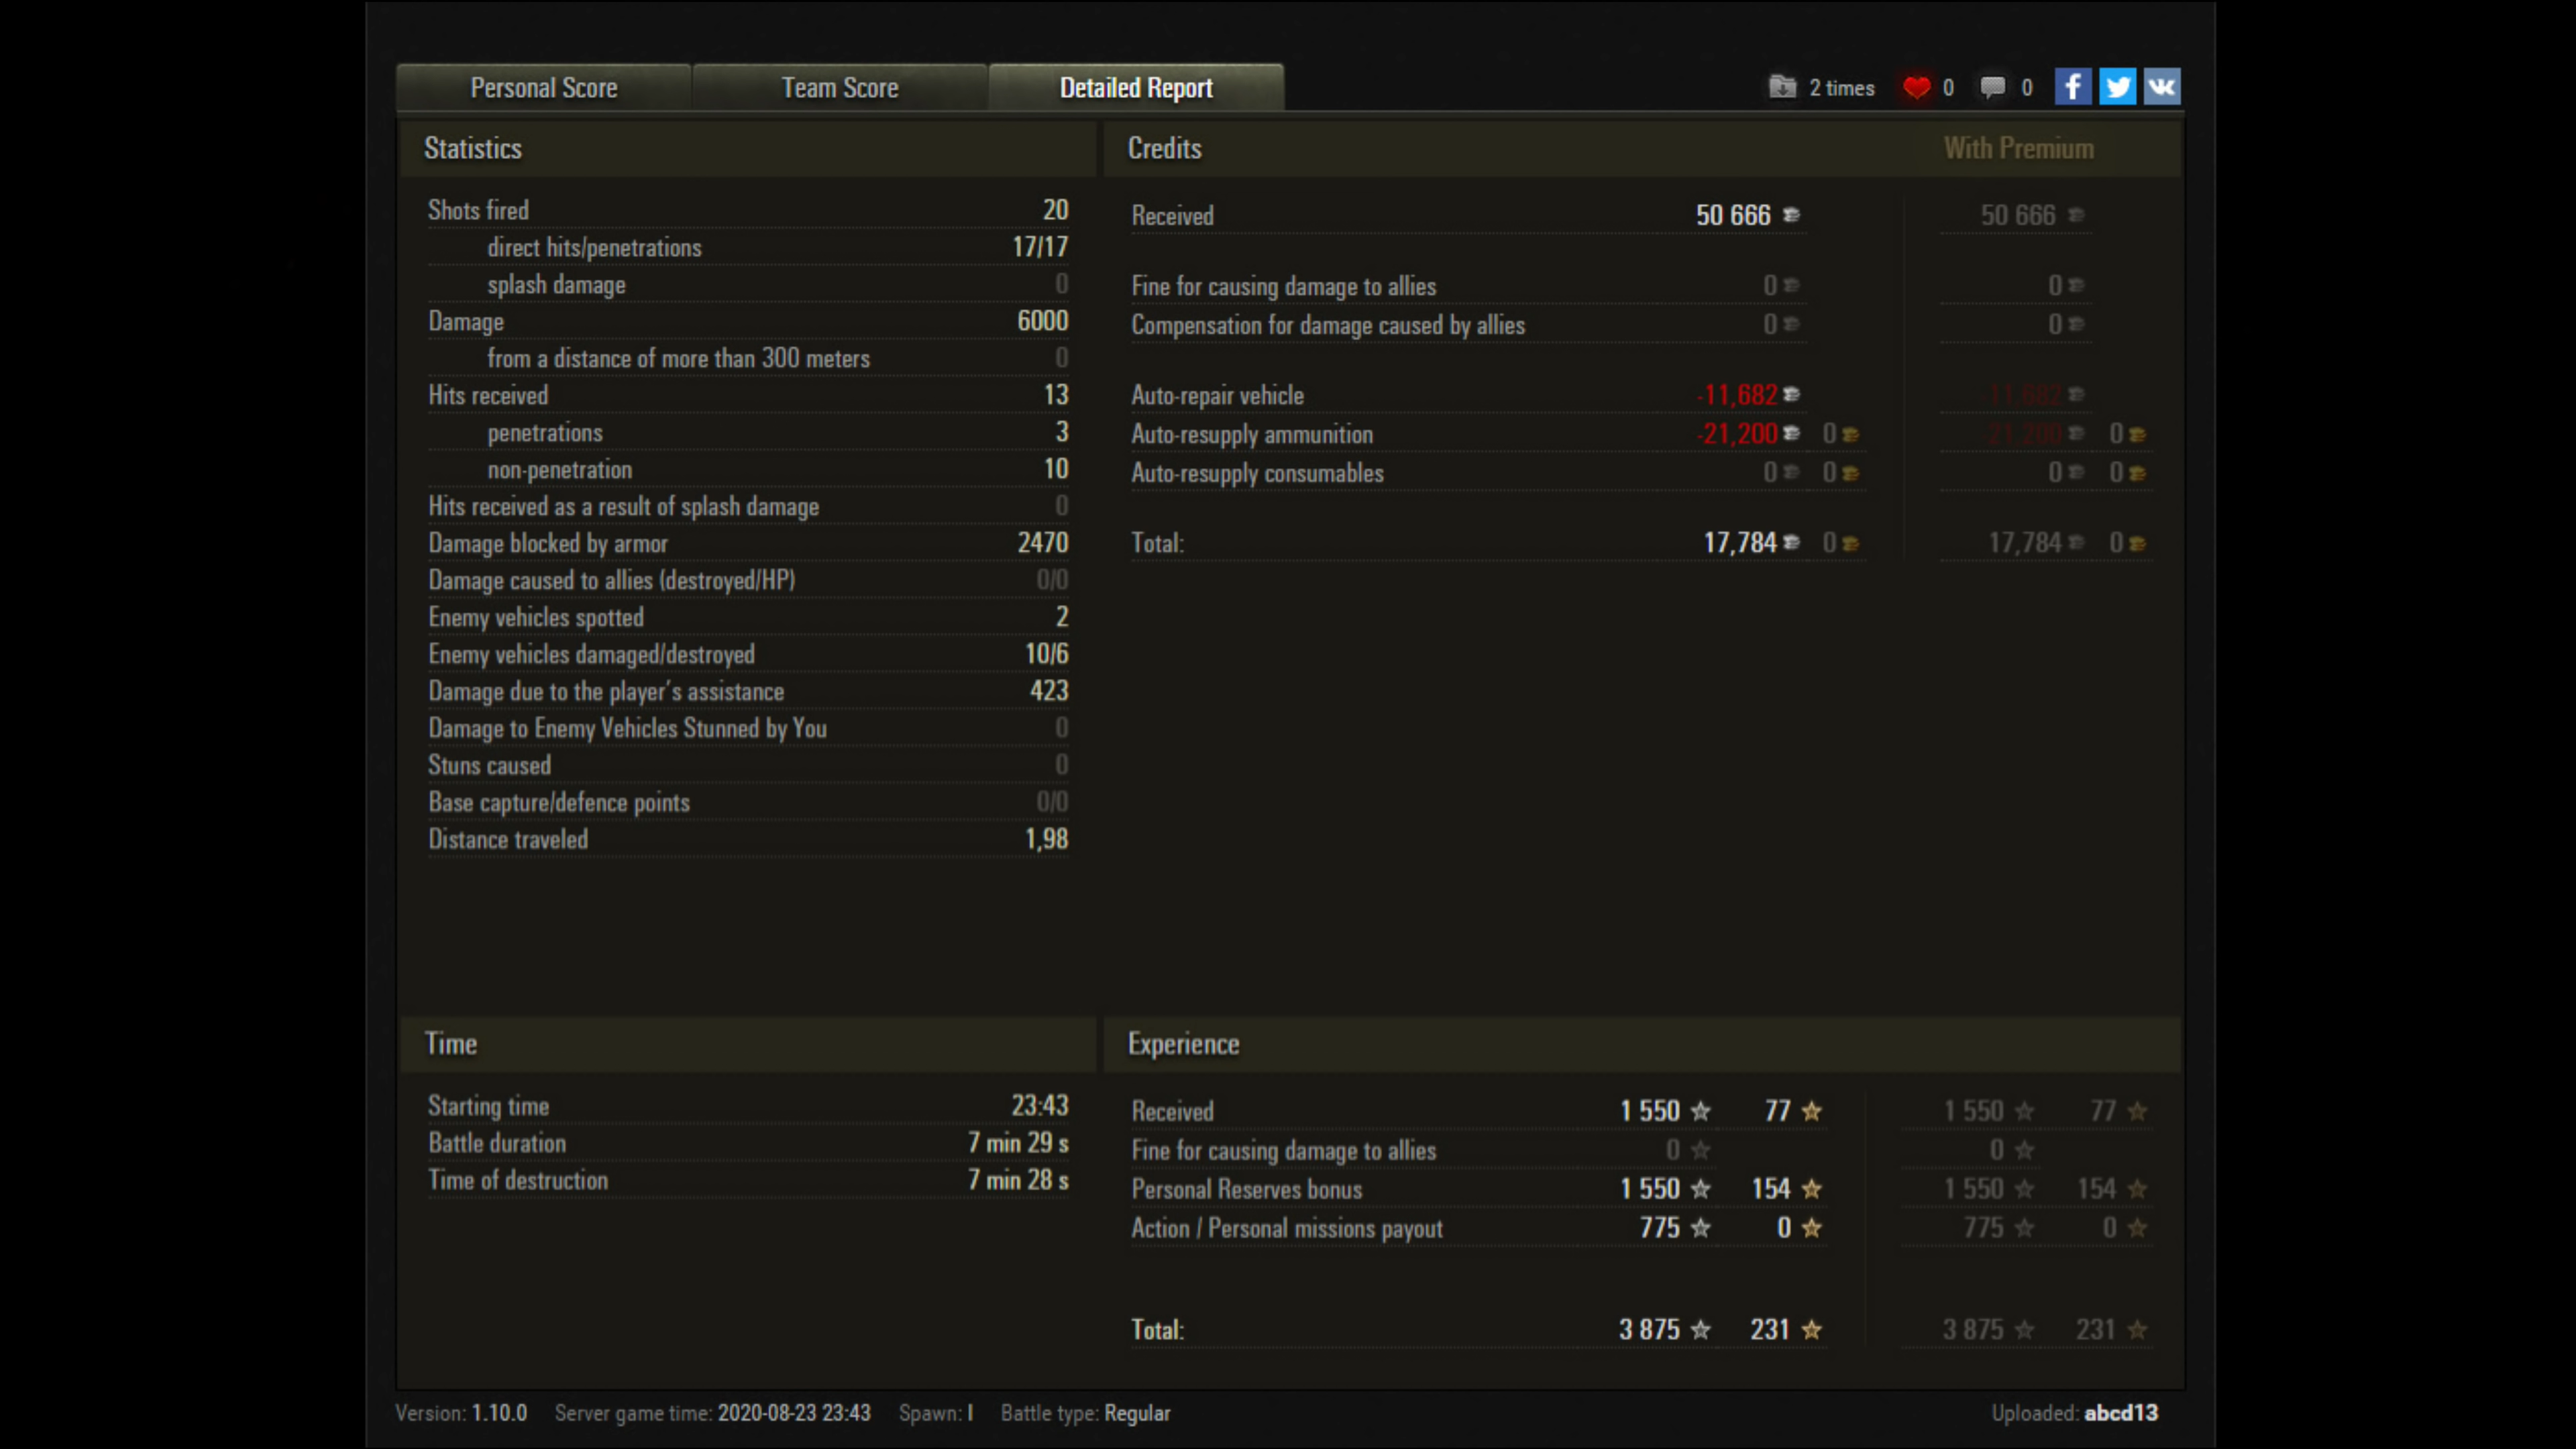 Personal Score Team Score Detailed Report 2 times 0 0
Statistics
Shots fired 20
direct hits/penetrations 17/17
splash damage 0
Damage 6000
from a distance of more than 300 meters 0
Hits received 13
penetrations 3
non-penetration 10
Hits received as a result of splash damage 0
Damage blocked by armor 2470
Damage caused to allies (destroyed/HP) 0/0
Enemy vehicles spotted 2
Enemy vehicles damaged/destroyed 10/6
Damage due to the player's assistance 423
Damage to Enemy Vehicles Stunned by You 0
Stuns caused 0
Base capture/defence points 0/0
Distance traveled 1,98
Credits With Premium
Received 50 666 50 666
Fine for causing damage to allies 0 0
Compensation for damage caused by allies 0 0
Auto-repair vehicle -11,682 -11,682
Auto-resupply ammunition -21,200 0 -21,200 0
Auto-resupply consumables 0 0 0 0
Total: 17,784 0 17,784 0
Time
Starting time 23:43
Battle duration 7 min 29 s
Time of destruction 7 min 28 s
Experience
Received 1 550 77 1 550 77
Fine for causing damage to allies 0 0
Personal Reserves bonus 1 550 154 1 550 154
Action / Personal missions payout 775 0 775 0
Total: 3 875 231 3 875 231
Version: 1.10.0 Server game time: 2020-08-23 23:43 Spawn: I Battle type: Regular Uploaded: abcd13